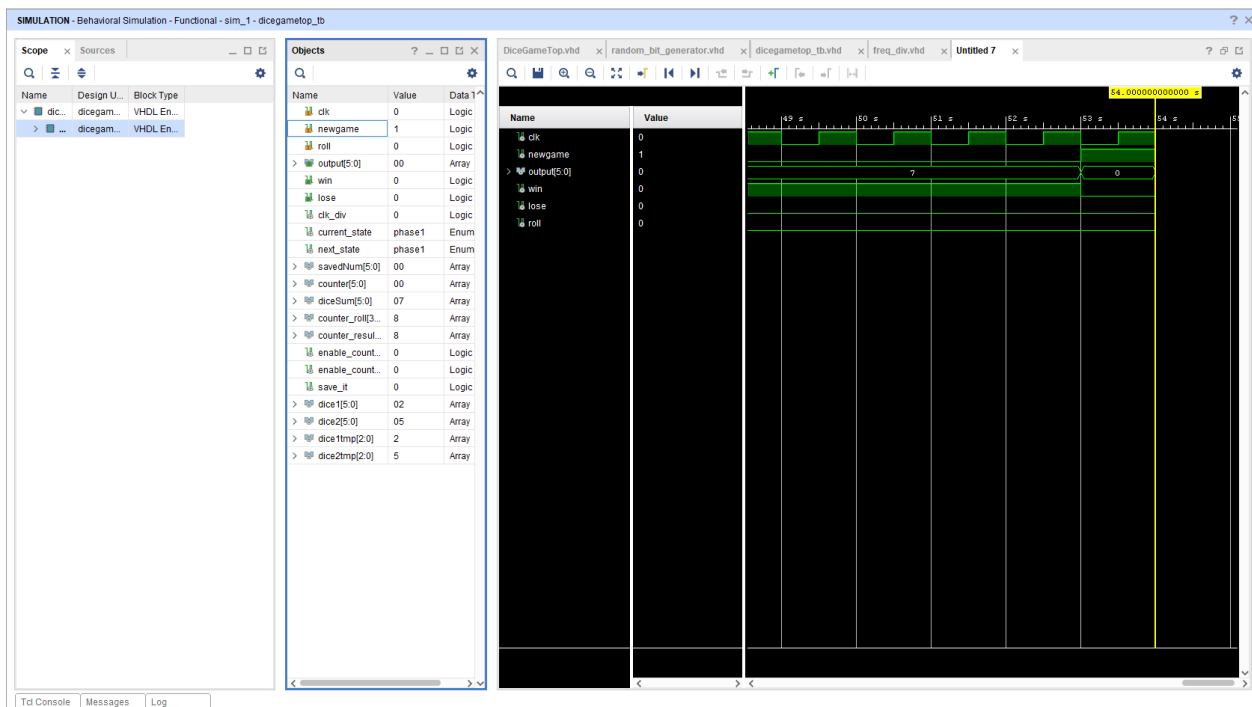 SIMULATION - Behavioral Simulation - Functional - sim_1 - dicegametop_tb
Scope Sources
Name Design U... Block Type
dic... dicegam... VHDL En...
... dicegam... VHDL En...
Objects
Name Value Data T
clk 0 Logic
newgame 1 Logic
roll 0 Logic
output[5:0] 00 Array
win 0 Logic
lose 0 Logic
clk_div 0 Logic
current_state phase1 Enum
next_state phase1 Enum
savedNum[5:0] 00 Array
counter[5:0] 00 Array
diceSum[5:0] 07 Array
counter_roll[3... 8 Array
counter_resul... 8 Array
enable_count... 0 Logic
enable_count... 0 Logic
save_it 0 Logic
dice1[5:0] 02 Array
dice2[5:0] 05 Array
dice1tmp[2:0] 2 Array
dice2tmp[2:0] 5 Array
DiceGameTop.vhd random_bit_generator.vhd dicegametop_tb.vhd freq_div.vhd Untitled 7
54.000000000000 s
Name Value
49 s 50 s 51 s 52 s 53 s 54 s
clk 0
newgame 1
output[5:0] 0 7 0
win 0
lose 0
roll 0
Tcl Console Messages Log